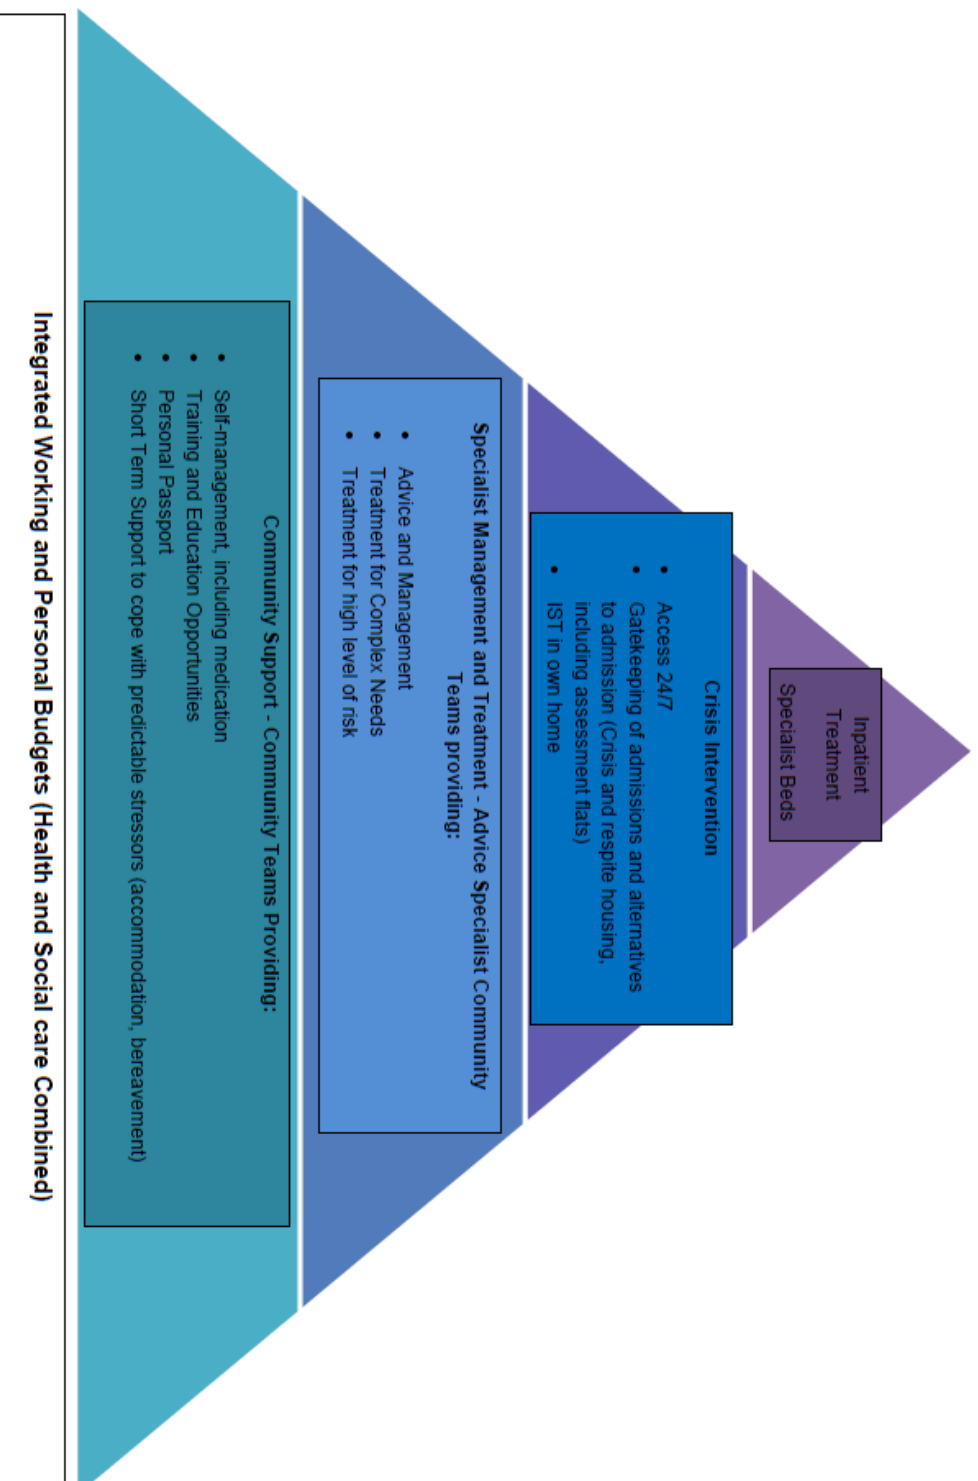 Inpatient
Treatment
Specialist Beds
Crisis Intervention
• Access 24/7
• Gatekeeping of admissions and alternatives
to admission (Crisis and respite housing,
including assessment flats)
• IST in own home
Specialist Management and Treatment - Advice Specialist Community
Teams providing:
• Advice and Management
• Treatment for Complex Needs
• Treatment for high level of risk
Community Support - Community Teams Providing:
• Self-management, including medication
• Training and Education Opportunities
• Personal Passport
• Short Term Support to cope with predictable stressors (accommodation, bereavement)
Integrated Working and Personal Budgets (Health and Social care Combined)